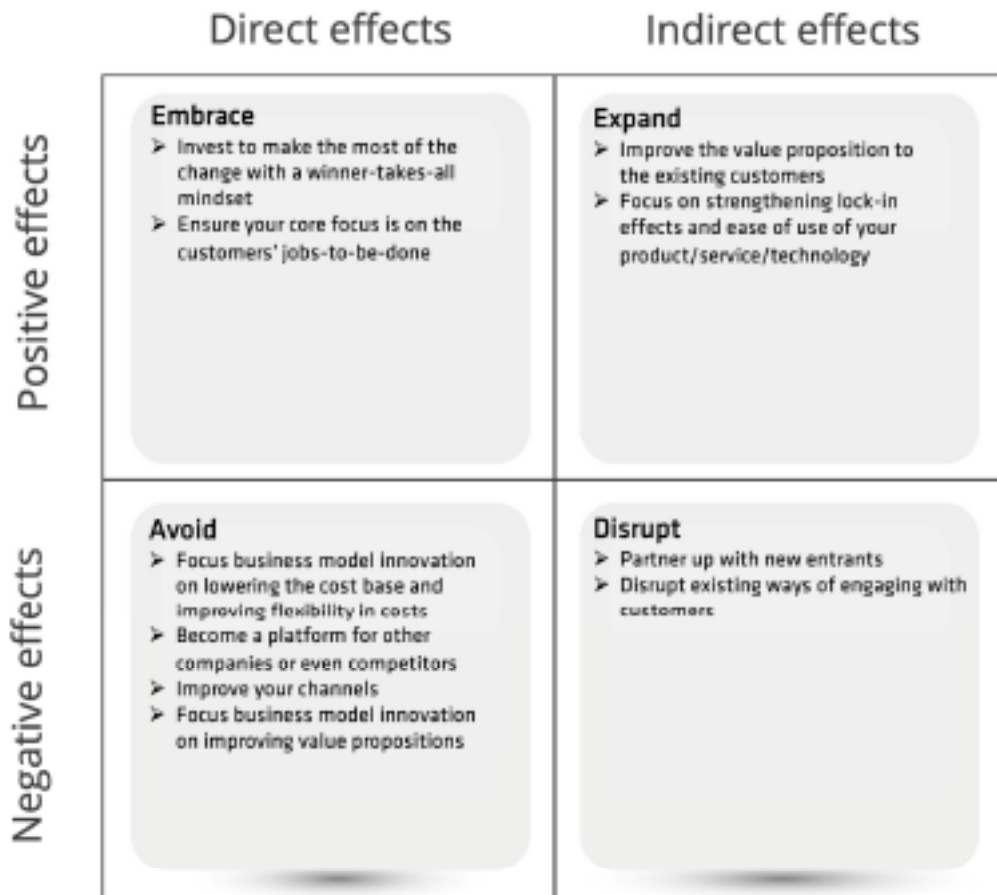 Direct effects
Indirect effects
Positive effects
Embrace
➢ Invest to make the most of the
change with a winner-takes-all
mindset
➢ Ensure your core focus is on the
customers' jobs-to-be-done
Expand
➢ Improve the value proposition to
the existing customers
➢ Focus on strengthening lock-in
effects and ease of use of your
product/service/technology
Negative effects
Avoid
➢ Focus business model innovation
on lowering the cost base and
improving flexibility in costs
➢ Become a platform for other
companies or even competitors
➢ Improve your channels
➢ Focus business model innovation
on improving value propositions
Disrupt
➢ Partner up with new entrants
➢ Disrupt existing ways of engaging with
customers